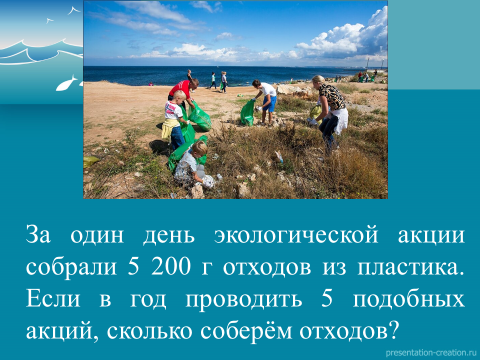 За один день экологической акции
собрали 5 200 г отходов из пластика.
Если в год проводить 5 подобных
акций, сколько соберём отходов?
presentation-creation.ru